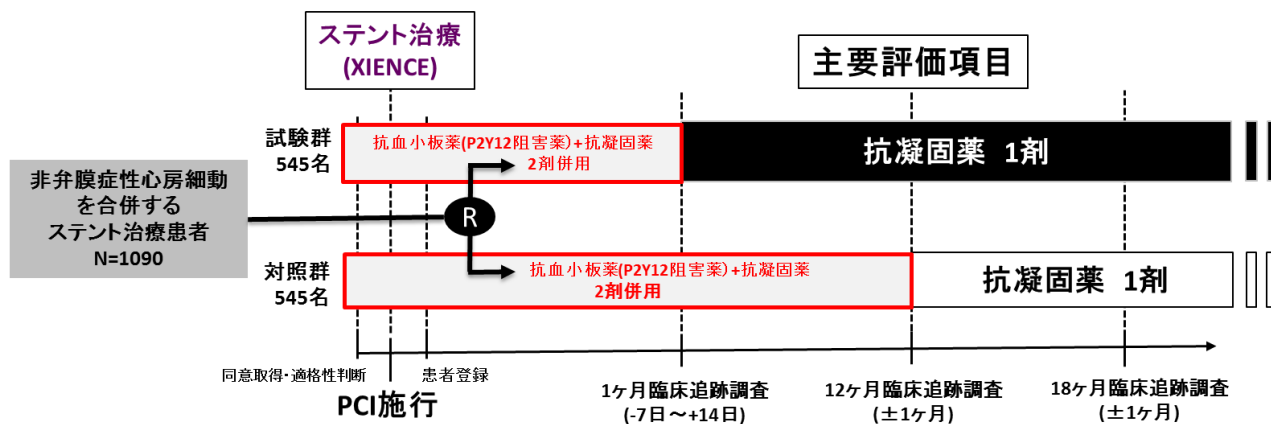 ステント治療
(XIENCE)
主要評価項目
試験群
545名
抗血小板薬(P2Y12阻害薬)+抗凝固薬
2剤併用
抗凝固薬 1剤
非弁膜症性心房細動
を合併する
ステント治療患者
N=1090
R
対照群
545名
抗血小板薬(P2Y12阻害薬)+抗凝固薬
2剤併用
抗凝固薬 1剤
同意取得・適格性判断
患者登録
PCI施行
1ヶ月臨床追跡調査
(-7日～+14日)
12ヶ月臨床追跡調査
(±1ヶ月)
18ヶ月臨床追跡調査
(±1ヶ月)